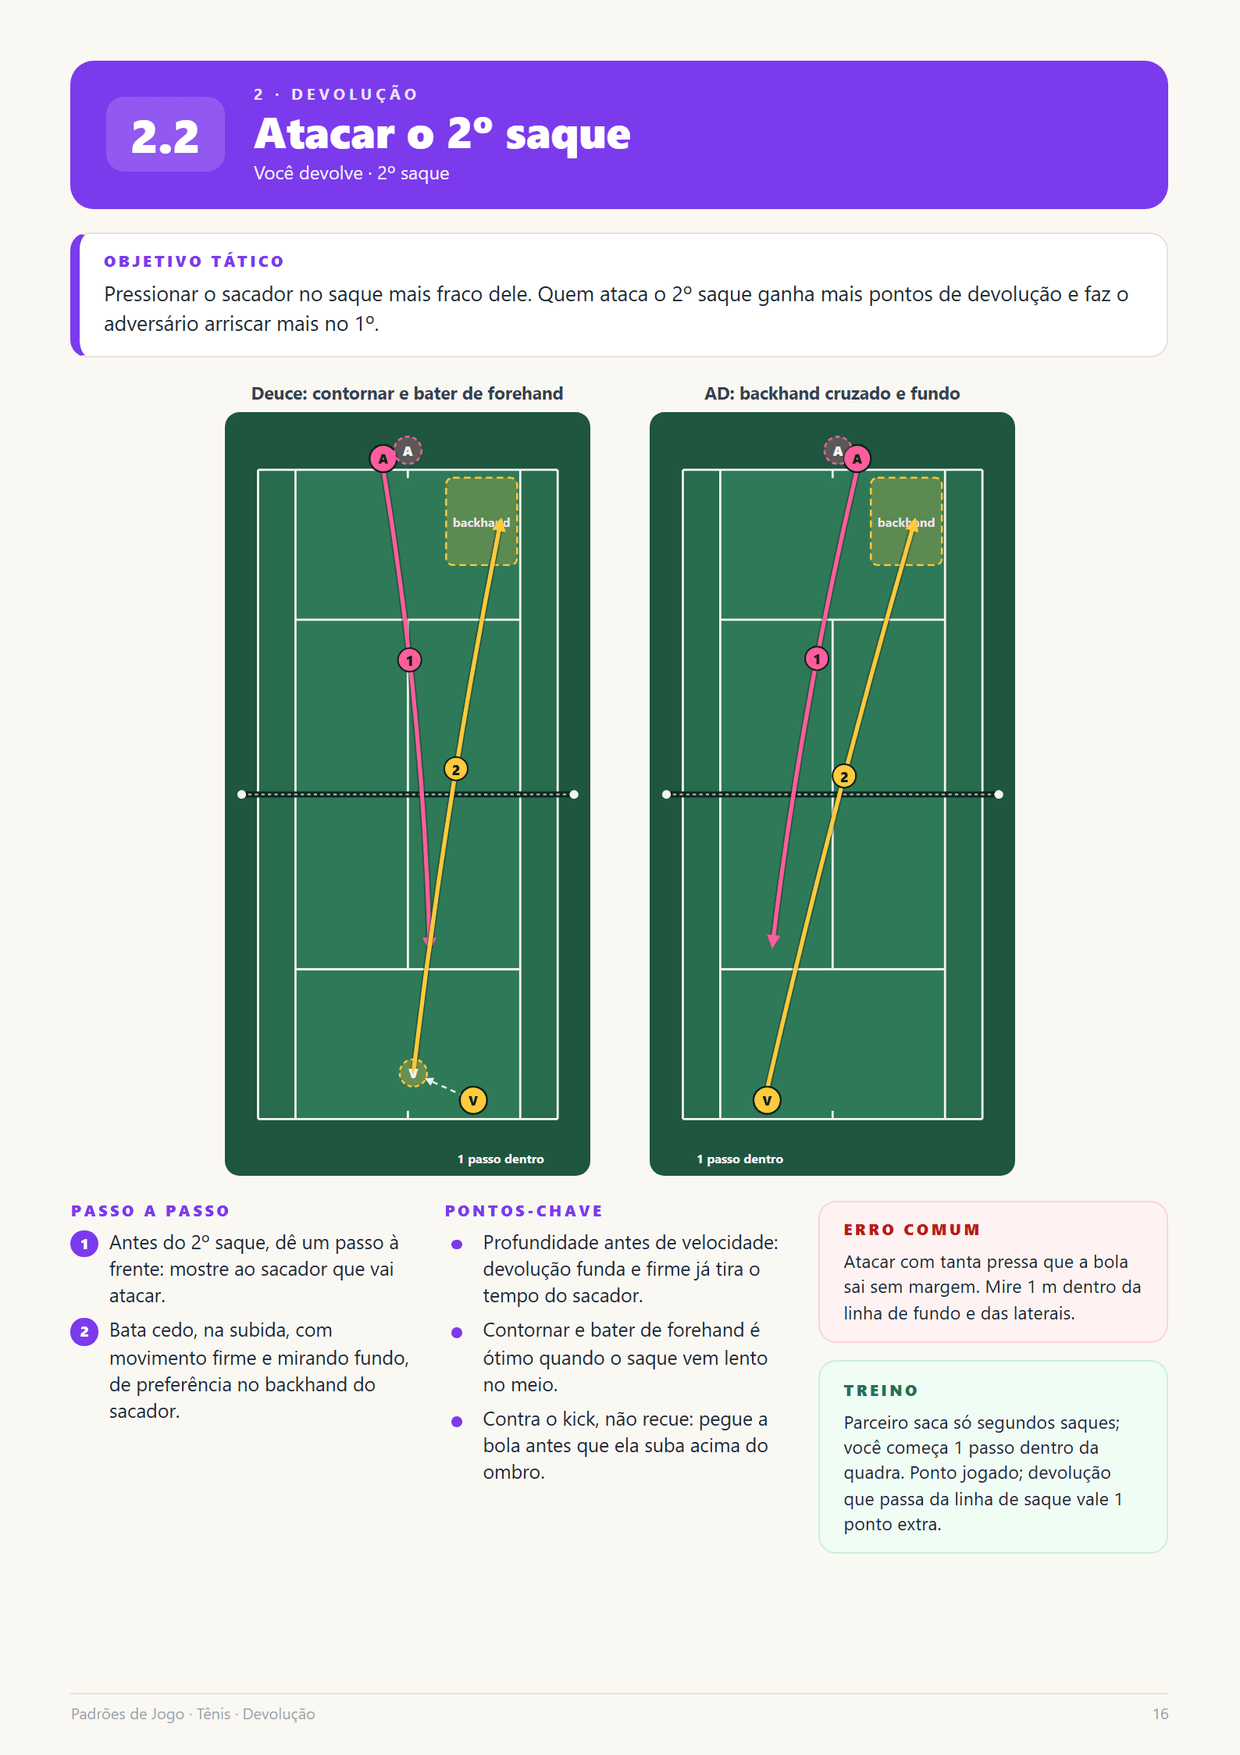 2.2
2 · DEVOLUÇÃO
Atacar o 2º saque
Você devolve · 2º saque
OBJETIVO TÁTICO
Pressionar o sacador no saque mais fraco dele. Quem ataca o 2º saque ganha mais pontos de devolução e faz o
adversário arriscar mais no 1º.
Deuce: contornar e bater de forehand
A
A
backhand
1
2
V
V
1 passo dentro
AD: backhand cruzado e fundo
A
A
backhand
1
2
V
1 passo dentro
PASSO A PASSO
1 Antes do 2º saque, dê um passo à
frente: mostre ao sacador que vai
atacar.
2 Bata cedo, na subida, com
movimento firme e mirando fundo,
de preferência no backhand do
sacador.
PONTOS-CHAVE
Profundidade antes de velocidade:
devolução funda e firme já tira o
tempo do sacador.
Contornar e bater de forehand é
ótimo quando o saque vem lento
no meio.
Contra o kick, não recue: pegue a
bola antes que ela suba acima do
ombro.
ERRO COMUM
Atacar com tanta pressa que a bola
sai sem margem. Mire 1 m dentro da
linha de fundo e das laterais.
TREINO
Parceiro saca só segundos saques;
você começa 1 passo dentro da
quadra. Ponto jogado; devolução
que passa da linha de saque vale 1
ponto extra.
Padrões de Jogo · Tênis · Devolução
16